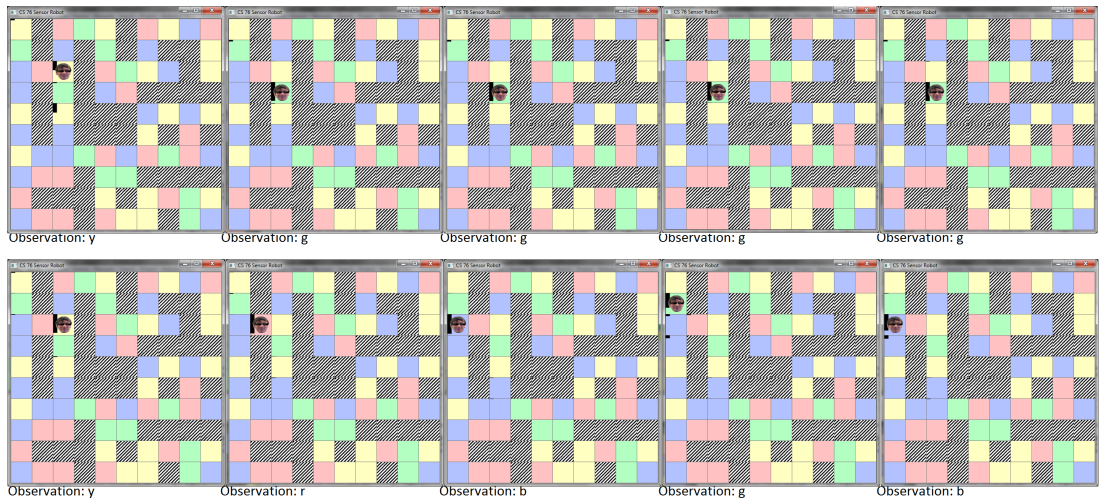 CS 76 Sensor Robot
CS 76 Sensor Robot
CS 76 Sensor Robot
CS 76 Sensor Robot
CS 76 Sensor Robot
Observation: y
Observation: g
Observation: g
Observation: g
Observation: g
CS 76 Sensor Robot
CS 76 Sensor Robot
CS 76 Sensor Robot
CS 76 Sensor Robot
CS 76 Sensor Robot
Observation: y
Observation: r
Observation: b
Observation: g
Observation: b